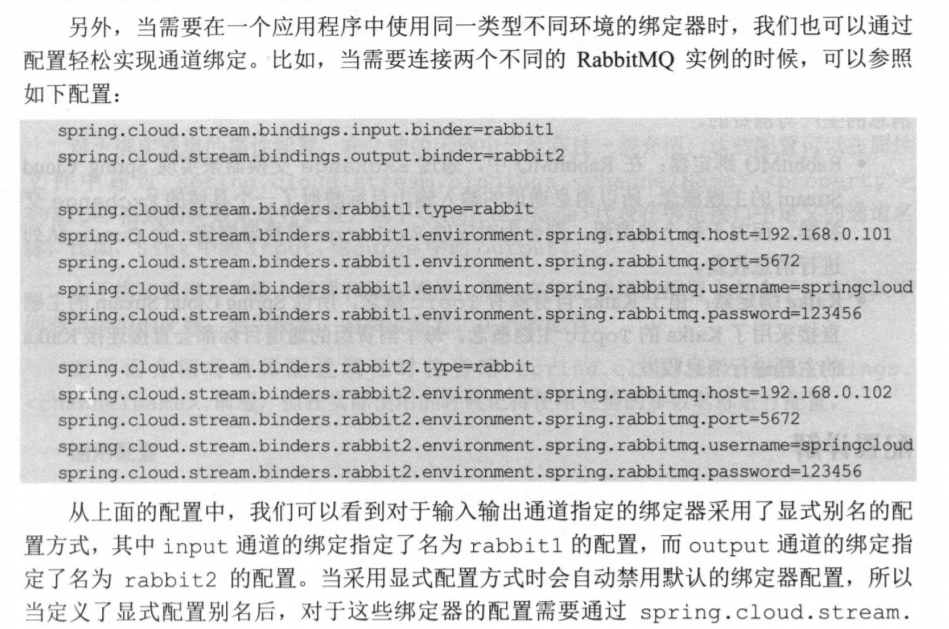 另外，当需要在一个应用程序中使用同一类型不同环境的绑定器时，我们也可以通过
配置轻松实现通道绑定。比如，当需要连接两个不同的 RabbitMQ 实例的时候，可以参照
如下配置：
spring.cloud.stream.bindings.input.binder=rabbit1
spring.cloud.stream.bindings.output.binder=rabbit2
spring.cloud.stream.binders.rabbit1.type=rabbit
spring.cloud.stream.binders.rabbit1.environment.spring.rabbitmq.host=192.168.0.101
spring.cloud.stream.binders.rabbit1.environment.spring.rabbitmq.port=5672
spring.cloud.stream.binders.rabbit1.environment.spring.rabbitmq.username=springcloud
spring.cloud.stream.binders.rabbit1.environment.spring.rabbitmq.password=123456
spring.cloud.stream.binders.rabbit2.type=rabbit
spring.cloud.stream.binders.rabbit2.environment.spring.rabbitmq.host=192.168.0.102
spring.cloud.stream.binders.rabbit2.environment.spring.rabbitmq.port=5672
spring.cloud.stream.binders.rabbit2.environment.spring.rabbitmq.username=springcloud
spring.cloud.stream.binders.rabbit2.environment.spring.rabbitmq.password=123456
从上面的配置中，我们可以看到对于输入输出通道指定的绑定器采用了显式别名的配
置方式，其中 input 通道的绑定指定了名为 rabbit1 的配置，而 output 通道的绑定指
定了名为 rabbit2 的配置。当采用显式配置方式时会自动禁用默认的绑定器配置，所以
当定义了显式配置别名后，对于这些绑定器的配置需要通过 spring.cloud.stream.